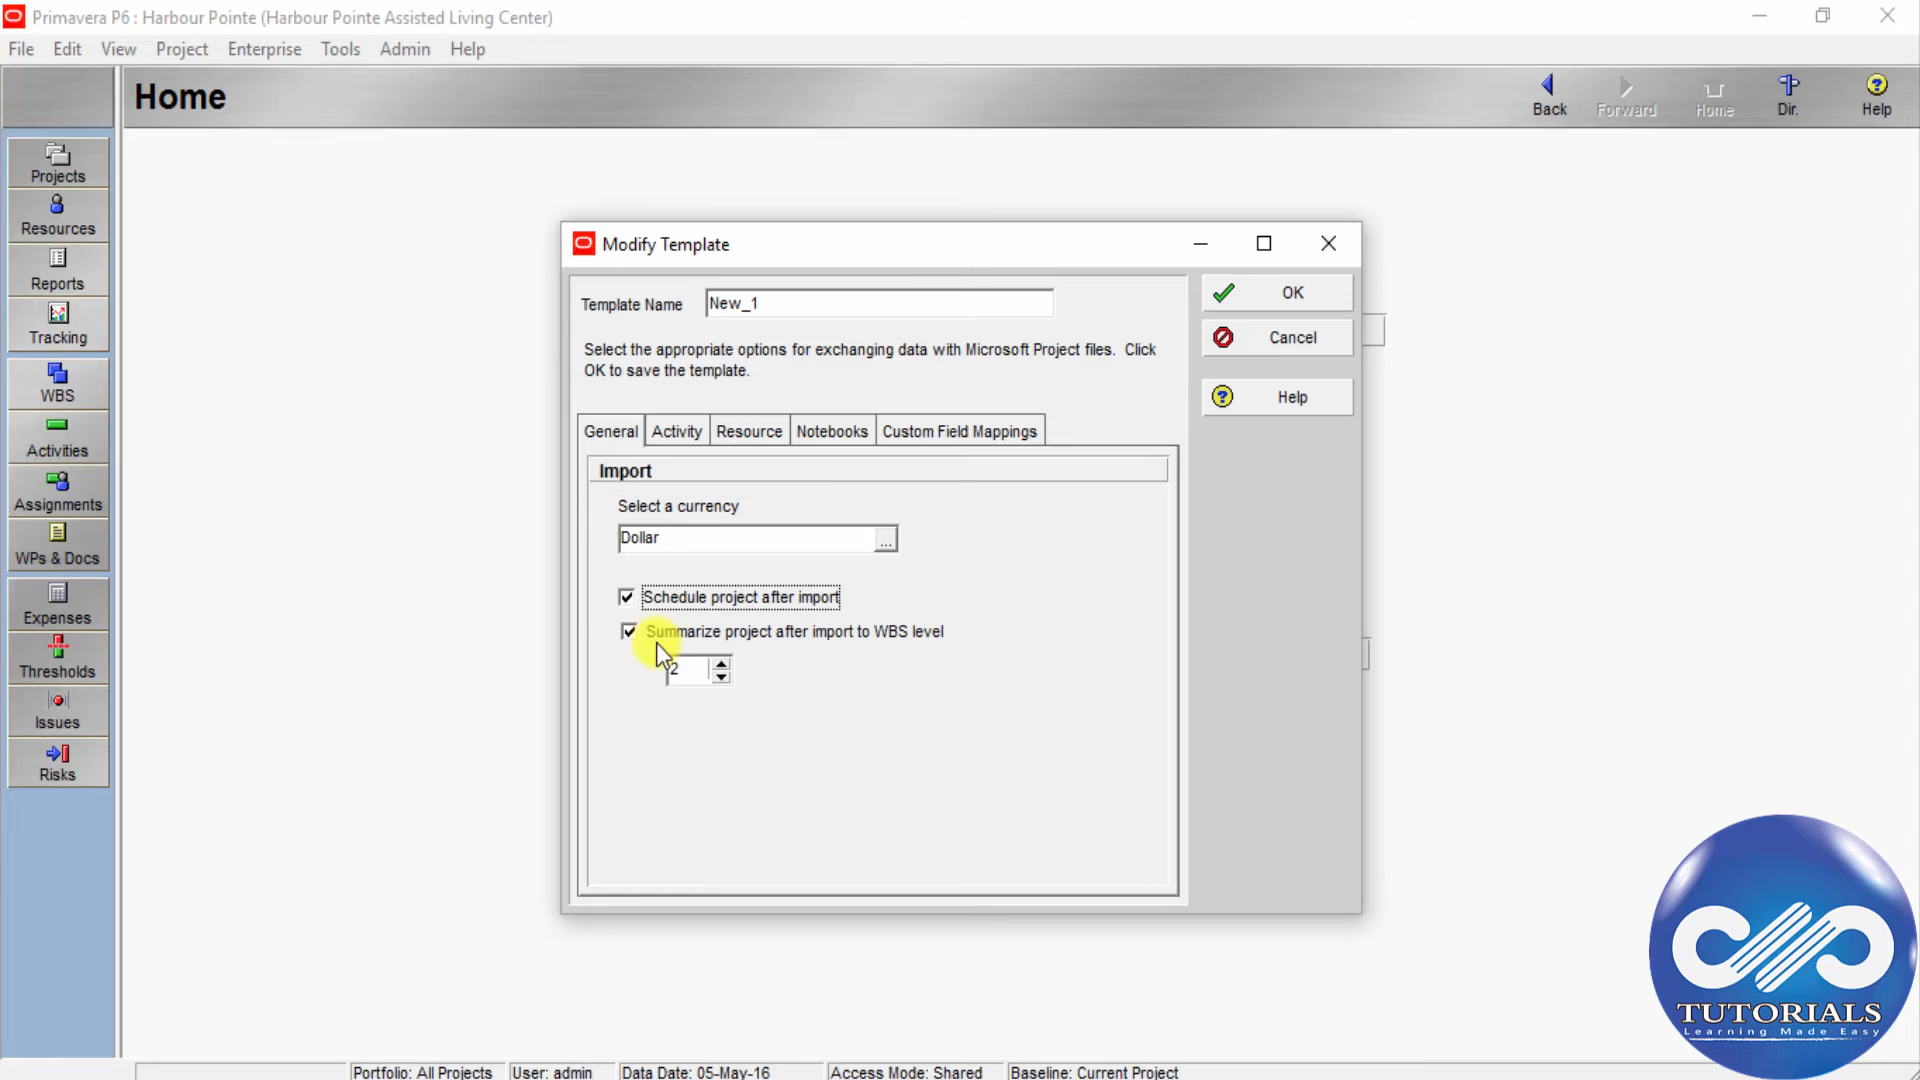 Primavera P6 : Harbour Pointe (Harbour Pointe Assisted Living Center)
File Edit View Project Enterprise Tools Admin Help
Home
Back Forward Home Dir. Help
Projects
Resources
Reports
Tracking
WBS
Activities
Assignments
WPs & Docs
Expenses
Thresholds
Issues
Risks
Modify Template
Template Name New_1
OK
Cancel
Help
Select the appropriate options for exchanging data with Microsoft Project files. Click
OK to save the template.
General Activity Resource Notebooks Custom Field Mappings
Import
Select a currency
Dollar ...
Schedule project after import
Summarize project after import to WBS level
2
TUTORIALS
Learning Made Easy
Portfolio: All Projects User: admin Data Date: 05-May-16 Access Mode: Shared Baseline: Current Project